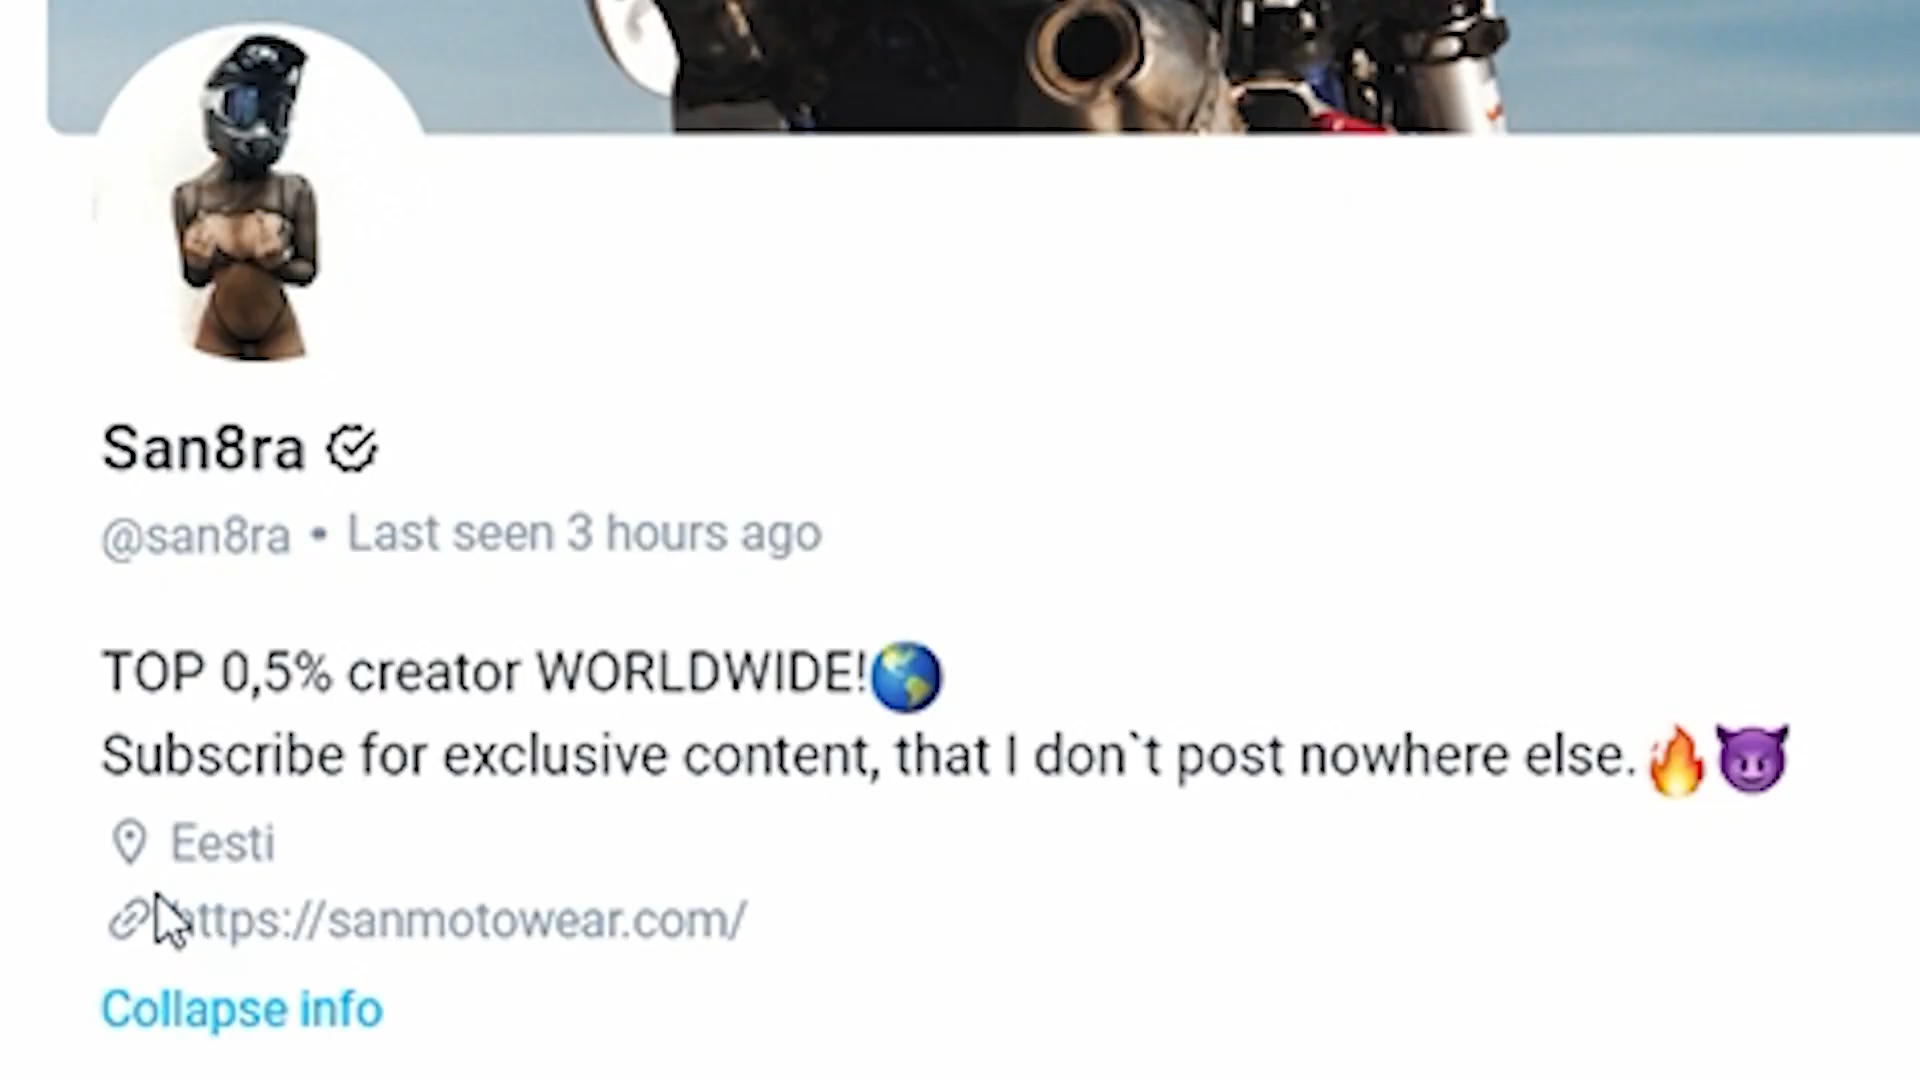 San8ra
@san8ra • Last seen 3 hours ago
TOP 0,5% creator WORLDWIDE!🌎
Subscribe for exclusive content, that I don`t post nowhere else.🔥😈
Eesti
https://sanmotowear.com/
Collapse info